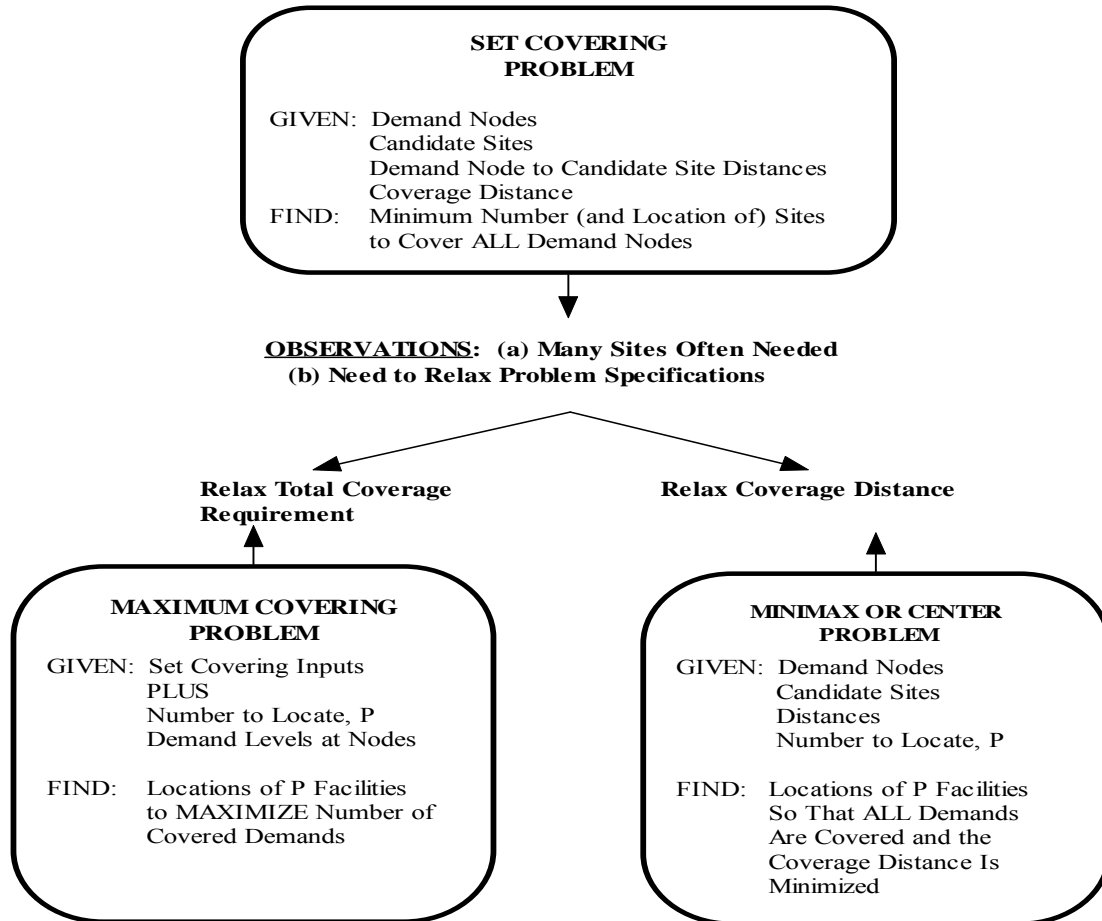 SET COVERING
PROBLEM
GIVEN: Demand Nodes
Candidate Sites
Demand Node to Candidate Site Distances
Coverage Distance
FIND: Minimum Number (and Location of) Sites
to Cover ALL Demand Nodes
OBSERVATIONS: (a) Many Sites Often Needed
(b) Need to Relax Problem Specifications
Relax Total Coverage
Requirement
Relax Coverage Distance
MAXIMUM COVERING
PROBLEM
GIVEN: Set Covering Inputs
PLUS
Number to Locate, P
Demand Levels at Nodes
FIND: Locations of P Facilities
to MAXIMIZE Number of
Covered Demands
MINIMAX OR CENTER
PROBLEM
GIVEN: Demand Nodes
Candidate Sites
Distances
Number to Locate, P
FIND: Locations of P Facilities
So That ALL Demands
Are Covered and the
Coverage Distance Is
Minimized